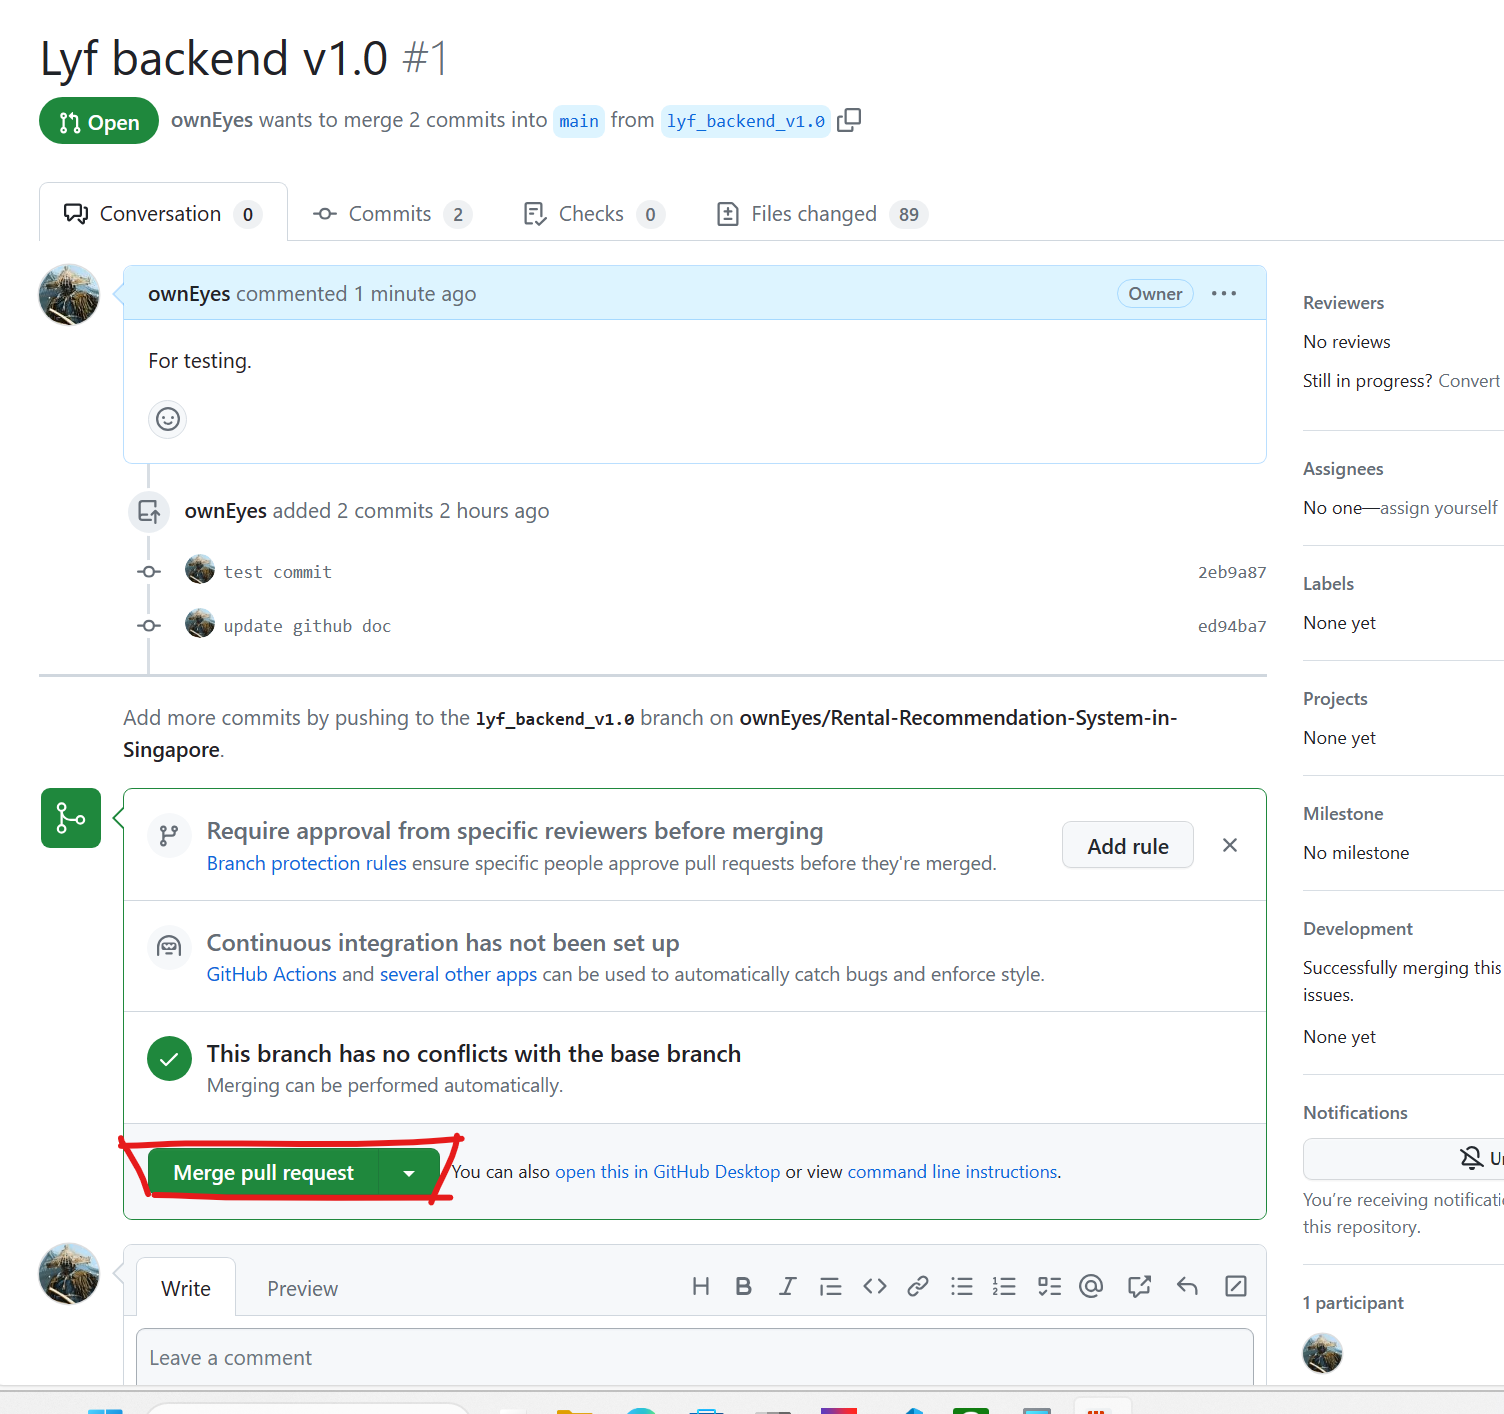 Lyf backend v1.0 #1
Open ownEyes wants to merge 2 commits into main from lyf_backend_v1.0
Conversation 0 Commits 2 Checks 0 Files changed 89
ownEyes commented 1 minute ago Owner
For testing.
ownEyes added 2 commits 2 hours ago
test commit 2eb9a87
update github doc ed94ba7
Add more commits by pushing to the lyf_backend_v1.0 branch on ownEyes/Rental-Recommendation-System-in-
Singapore.
Require approval from specific reviewers before merging
Branch protection rules ensure specific people approve pull requests before they're merged.
Add rule
Continuous integration has not been set up
GitHub Actions and several other apps can be used to automatically catch bugs and enforce style.
This branch has no conflicts with the base branch
Merging can be performed automatically.
Merge pull request You can also open this in GitHub Desktop or view command line instructions.
Write Preview
Leave a comment
Reviewers
No reviews
Still in progress? Convert
Assignees
No one—assign yourself
Labels
None yet
Projects
None yet
Milestone
No milestone
Development
Successfully merging this
issues.
None yet
Notifications
You’re receiving
this repository.
1 participant